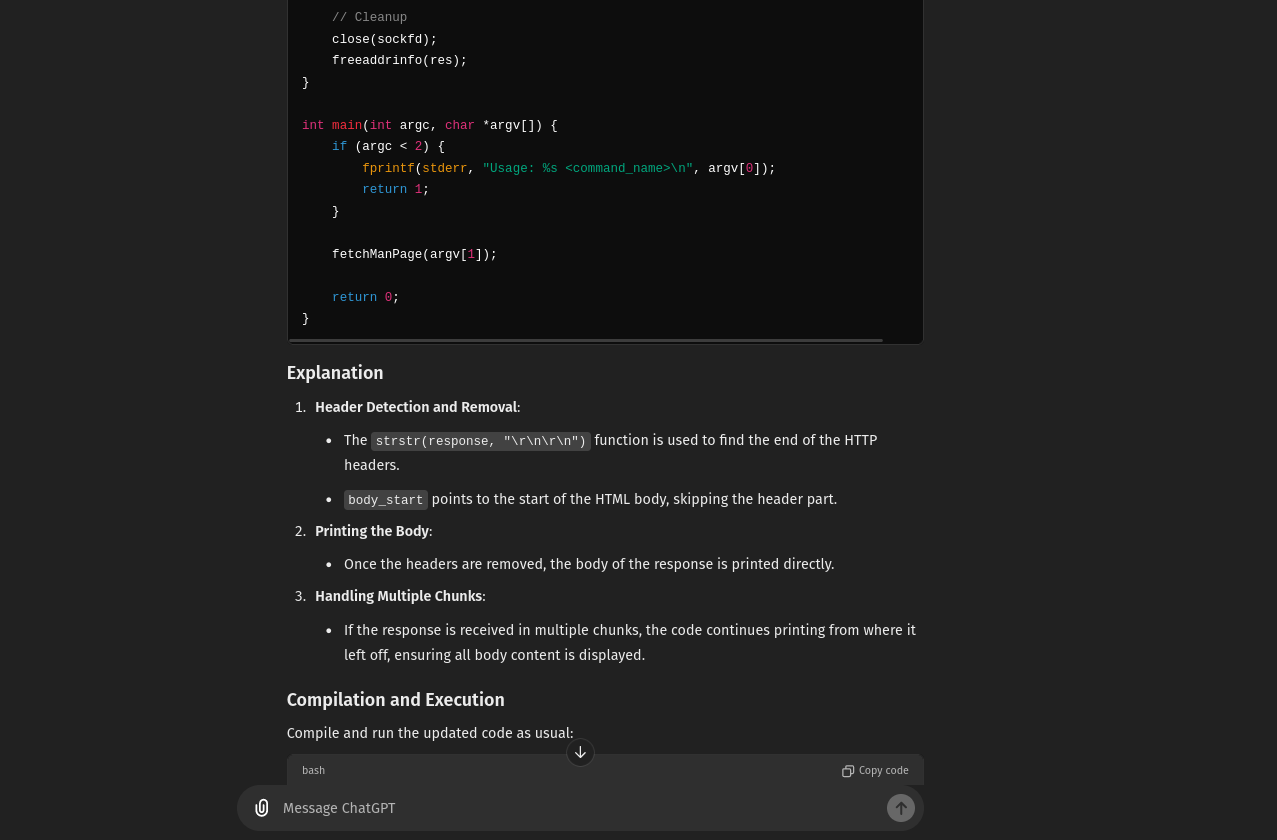 // Cleanup
close(sockfd);
freeaddrinfo(res);
}
int main(int argc, char *argv[]) {
if (argc < 2) {
fprintf(stderr, "Usage: %s <command_name>\n", argv[0]);
return 1;
}
fetchManPage(argv[1]);
return 0;
}
Explanation
1. Header Detection and Removal:
• The strstr(response, "\r\n\r\n") function is used to find the end of the HTTP
headers.
• body_start points to the start of the HTML body, skipping the header part.
2. Printing the Body:
• Once the headers are removed, the body of the response is printed directly.
3. Handling Multiple Chunks:
• If the response is received in multiple chunks, the code continues printing from where it
left off, ensuring all body content is displayed.
Compilation and Execution
Compile and run the updated code as usual:
bash Copy code
Message ChatGPT